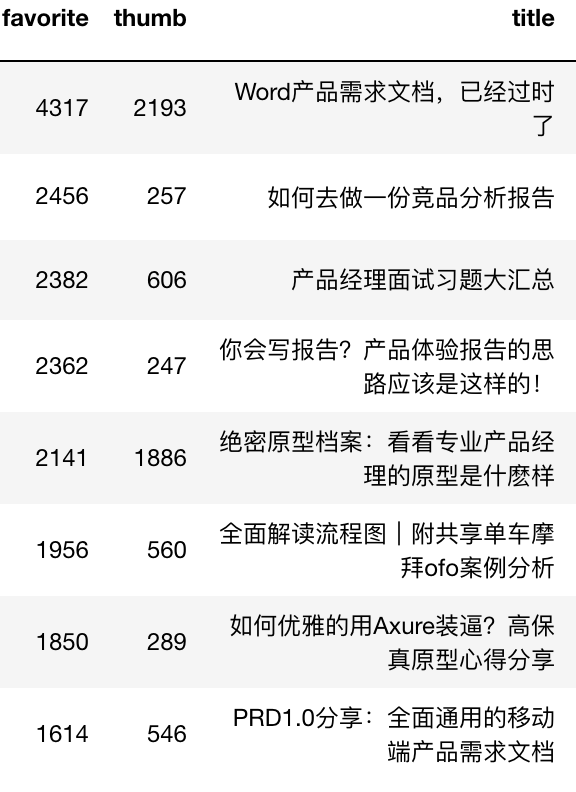 favorite thumb title
4317 2193 Word产品需求文档，已经过时
了
2456 257 如何去做一份竞品分析报告
2382 606 产品经理面试习题大汇总
2362 247 你会写报告？产品体验报告的思
路应该是这样的！
2141 1886 绝密原型档案：看看专业产品经
理的原型是什麽样
1956 560 全面解读流程图｜附共享单车摩
拜ofo案例分析
1850 289 如何优雅的用Axure装逼？高保
真原型心得分享
1614 546 PRD1.0分享：全面通用的移动
端产品需求文档